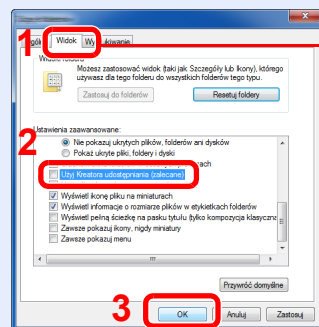 1
Widok
Widok folderu
Możesz zastosować widok (taki jak Szczegóły lub Ikony), którego
używasz dla tego folderu do wszystkich folderów tego typu.
Zastosuj do folderów
Resetuj foldery
2
Ustawienia zaawansowane:
Nie pokazuj ukrytych plików, folderów ani dysków
Pokaż ukryte pliki, foldery i dyski
Użyj Kreatora udostępniania (zalecane)
Wyświetl ikonę pliku na miniaturach
Wyświetl informacje o rozmiarze plików w etykietkach folderów
Wyświetl pełną ścieżkę na pasku tytułu (tylko kompozycja klasyczna
Zawsze pokazuj ikony, nigdy miniatury
Zawsze pokazuj menu
Przywróć domyślne
3
OK
Anuluj
Zastosuj